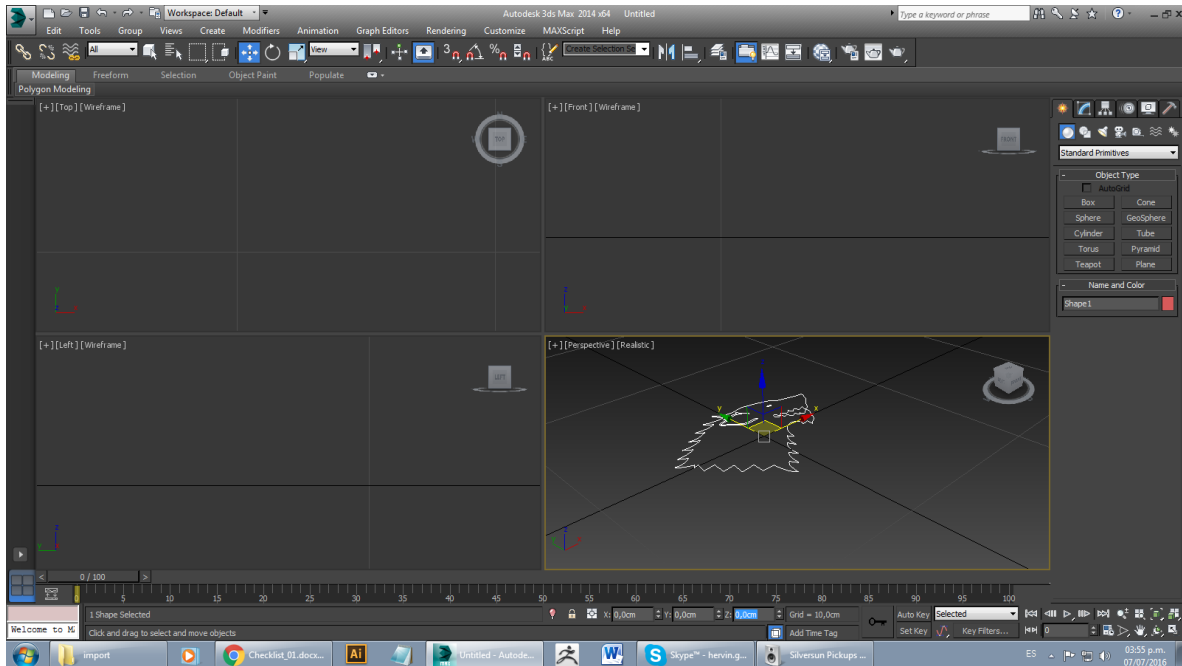 Workspace: Default
Autodesk 3ds Max 2014 x64 Untitled
Type a keyword or phrase
Edit Tools Group Views Create Modifiers Animation Graph Editors Rendering Customize MAXScript Help
All
View
Create Selection Se
Modeling Freeform Selection Object Paint Populate
Polygon Modeling
[+][Top][Wireframe]
TOP
[+][Front][Wireframe]
FRONT
Standard Primitives
- Object Type
AutoGrid
Box Cone
Sphere GeoSphere
Cylinder Tube
Torus Pyramid
Teapot Plane
- Name and Color
Shape1
[+][Left][Wireframe]
LEFT
[+][Perspective][Realistic]
y x
0 / 100
0 5 10 15 20 25 30 35 40 45 50 55 60 65 70 75 80 85 90 95 100
1 Shape Selected
X: 0,0cm Y: 0,0cm Z: 0,0cm
Grid = 10,0cm
Auto Key
Selected
Welcome to M
Click and drag to select and move objects
Add Time Tag
Set Key
Key Filters...
0
import
Checklist_01.docx...
Ai
Untitled - Autode...
W
Skype™ - hervin.g...
Silversun Pickups ...
ES
03:55 p.m.
07/07/2016